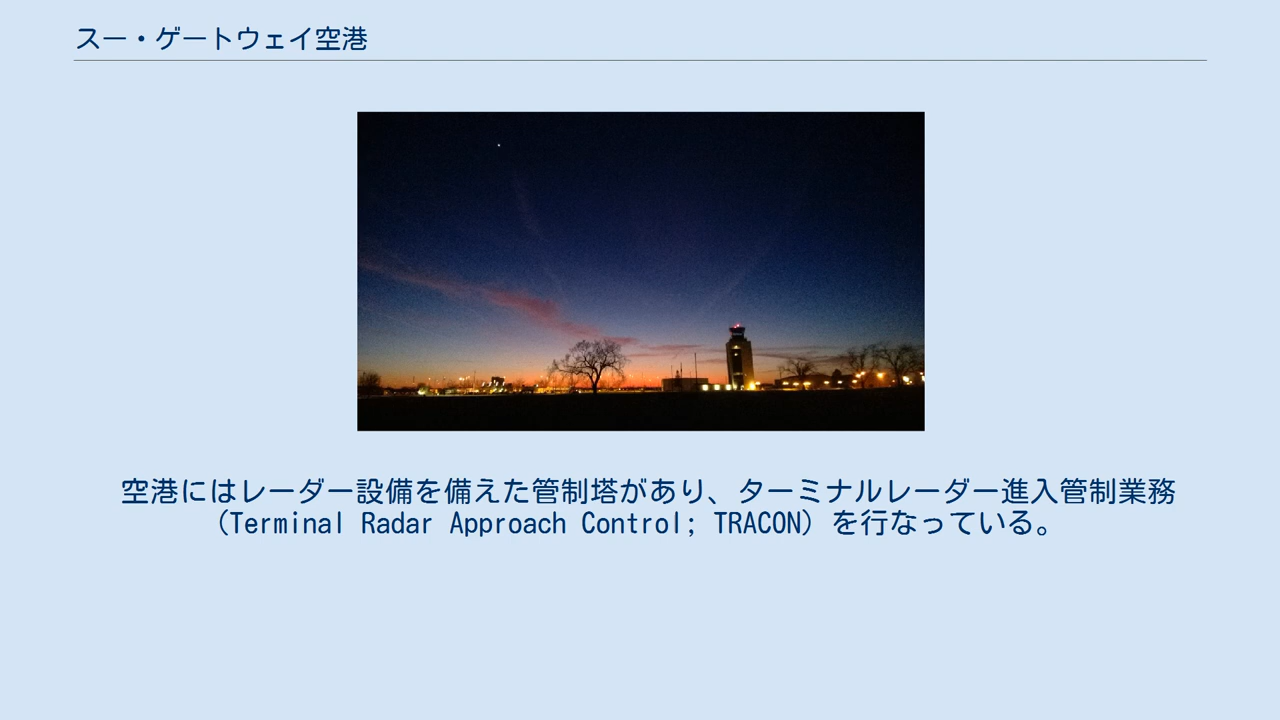 スー・ゲートウェイ空港
空港にはレーダー設備を備えた管制塔があり、ターミナルレーダー進入管制業務
（Terminal Radar Approach Control; TRACON）を行なっている。